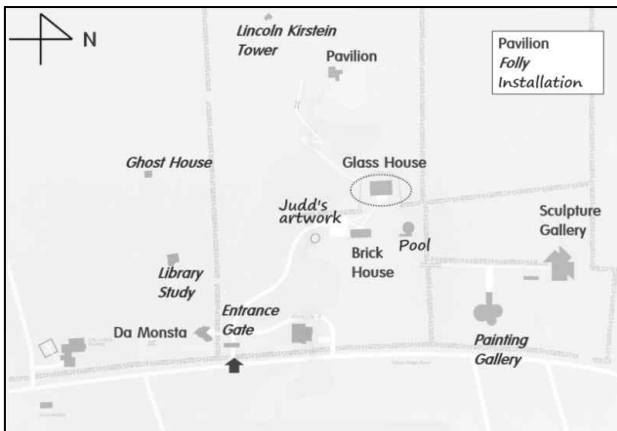 Lincoln Kirstein
Tower
N
Pavilion
Pavilion
Folly
Installation
Ghost House
Glass House
Judd's
artwork
Sculpture
Gallery
Pool
Brick
House
Library
Study
Entrance
Gate
Da Monsta
Painting
Gallery